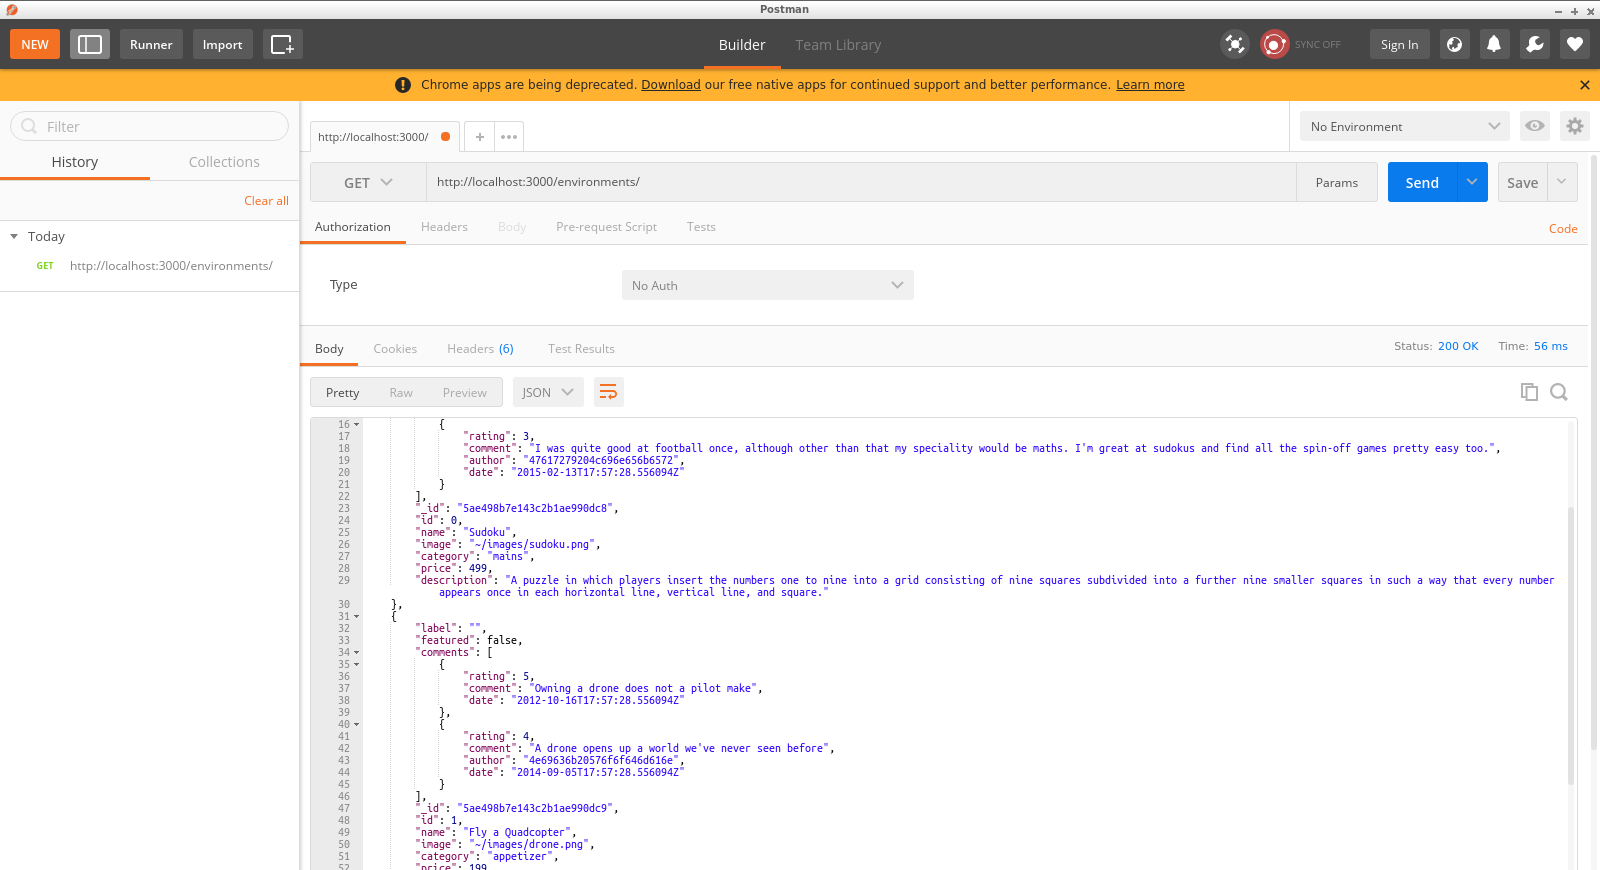 Postman
NEW Runner Import Builder Team Library SYNC OFF Sign In
Chrome apps are being deprecated. Download our free native apps for continued support and better performance. Learn more
Filter
History Collections
Clear all
Today
GET http://localhost:3000/environments/
http://localhost:3000/ + •••
No Environment
GET http://localhost:3000/environments/ Params Send Save
Authorization Headers Body Pre-request Script Tests Code
Type No Auth
Body Cookies Headers (6) Test Results Status: 200 OK Time: 56 ms
Pretty Raw Preview JSON
16 {
17 "rating": 3,
18 "comment": "I was quite good at football once, although other than that my speciality would be maths. I'm great at sudokus and find all the spin-off games pretty easy too.",
19 "author": "47617279204c696e656b6572",
20 "date": "2015-02-13T17:57:28.556094Z"
21 }
22 ],
23 "_id": "5ae498b7e143c2b1ae990dc8",
24 "id": 0,
25 "name": "Sudoku",
26 "image": "~/images/sudoku.png",
27 "category": "mains",
28 "price": 499,
29 "description": "A puzzle in which players insert the numbers one to nine into a grid consisting of nine squares subdivided into a further nine smaller squares in such a way that every number
appears once in each horizontal line, vertical line, and square."
30 },
31 {
32 "label": "",
33 "featured": false,
34 "comments": [
35 {
36 "rating": 5,
37 "comment": "Owning a drone does not a pilot make",
38 "date": "2012-10-16T17:57:28.556094Z"
39 },
40 {
41 "rating": 4,
42 "comment": "A drone opens up a world we've never seen before",
43 "author": "4e69636b20576f6f646d616e",
44 "date": "2014-09-05T17:57:28.556094Z"
45 }
46 ],
47 "_id": "5ae498b7e143c2b1ae990dc9",
48 "id": 1,
49 "name": "Fly a Quadcopter",
50 "image": "~/images/drone.png",
51 "category": "appetizer",
52 "price": 199,